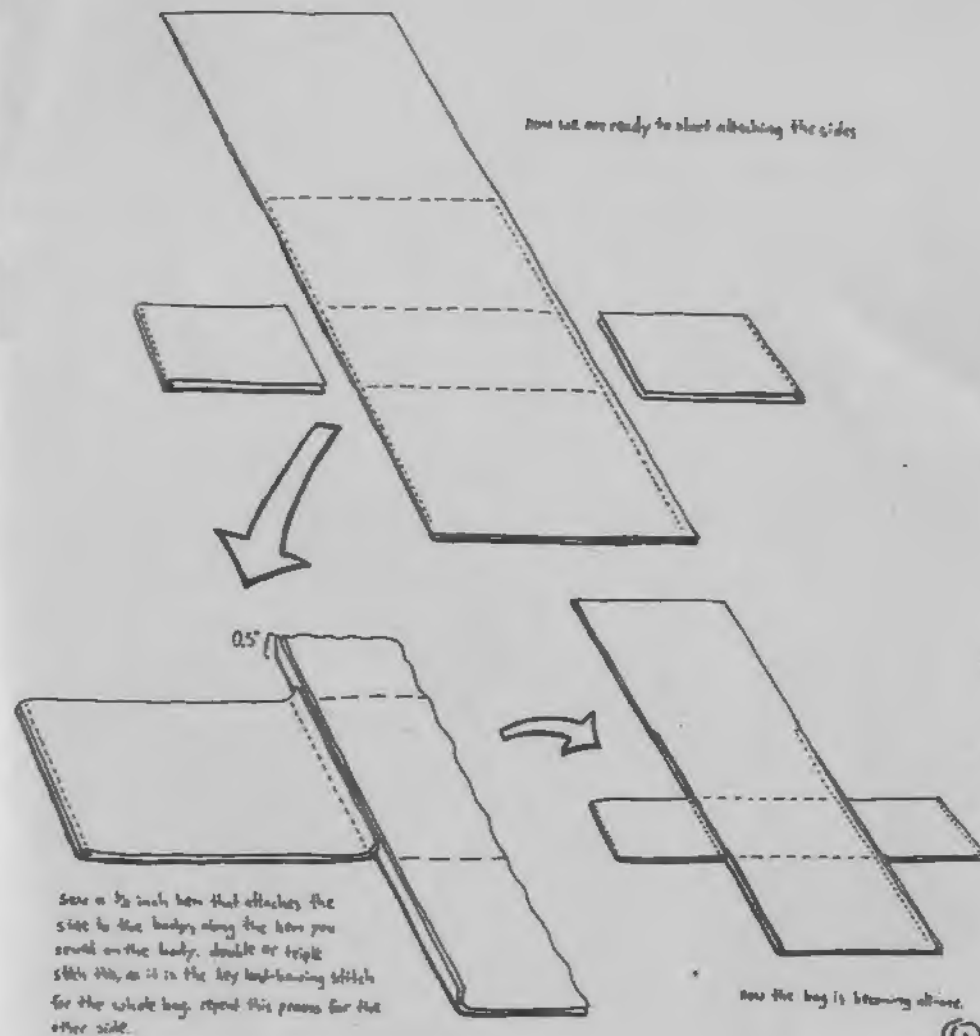 now we are ready to start attaching the sides
0.5"
sew a ½ inch hem that attaches the
side to the body, along the hem you
sewed on the body. double or triple
stitch this, as it is the key load-bearing stitch
for the whole bag. repeat this process for the
other side.
now the bag is becoming all-one.